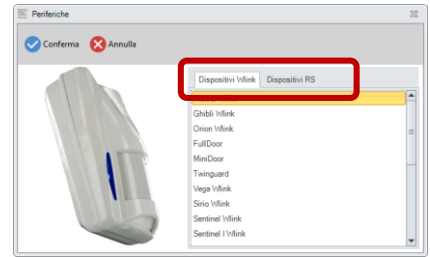 Periferiche
Conferma Annulla
Dispositivi Wlink Dispositivi RS
Ghibli Wlink
Orion Wlink
FullDoor
MiniDoor
Twinguard
Vega Wlink
Sirio Wlink
Sentinel Wlink
Sentinel I Wlink